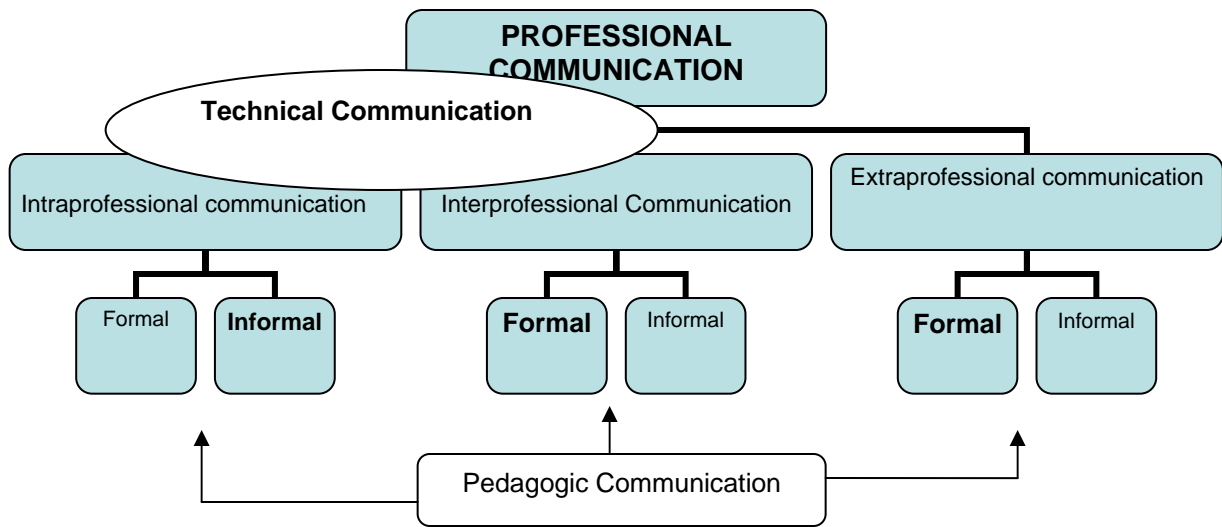 PROFESSIONAL
COMMUNICATION
Technical Communication
Intraprofessional communication
Interprofessional Communication
Extraprofessional communication
Formal
Informal
Formal
Informal
Formal
Informal
Pedagogic Communication